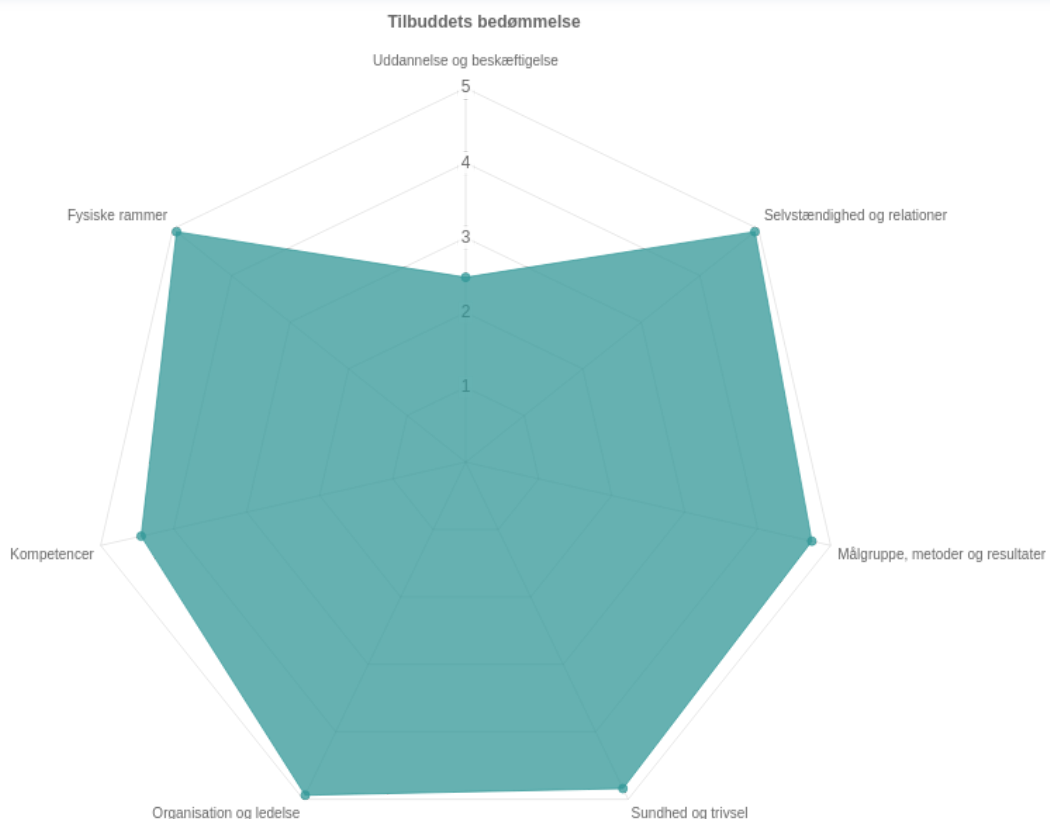 Tilbuddets bedømmelse
Uddannelse og beskæftigelse
5
4
Fysiske rammer
Selvstændighed og relationer
3
2
1
Kompetencer
Målgruppe, metoder og resultater
Organisation og ledelse
Sundhed og trivsel